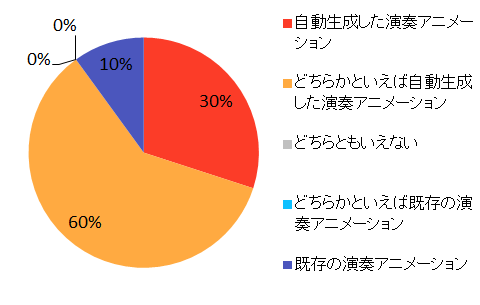 0%
0%
10%
30%
60%
自動生成した演奏アニメー
ション
どちらかといえば自動生成
した演奏アニメーション
どちらともいえない
どちらかといえば既存の演
奏アニメーション
既存の演奏アニメーション